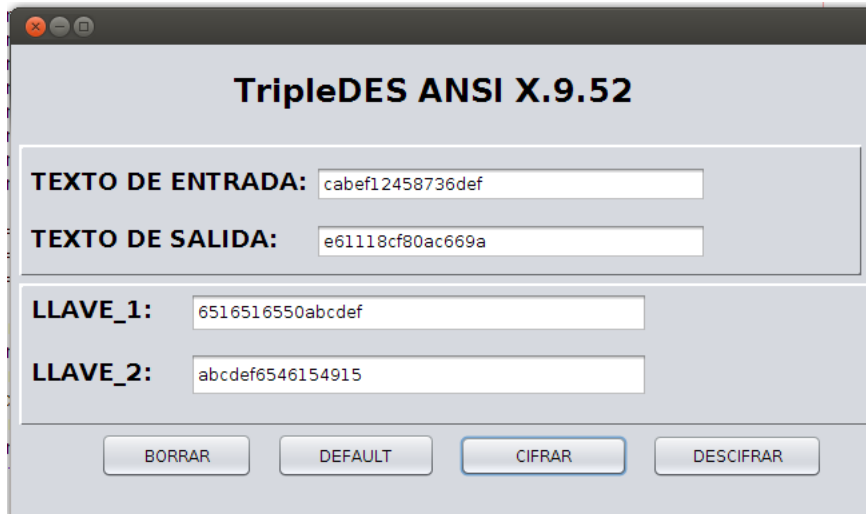 TripleDES ANSI X.9.52
TEXTO DE ENTRADA: cabef12458736def
TEXTO DE SALIDA: e61118cf80ac669a
LLAVE_1: 6516516550abcdef
LLAVE_2: abcdef6546154915
BORRAR DEFAULT CIFRAR DESCIFRAR